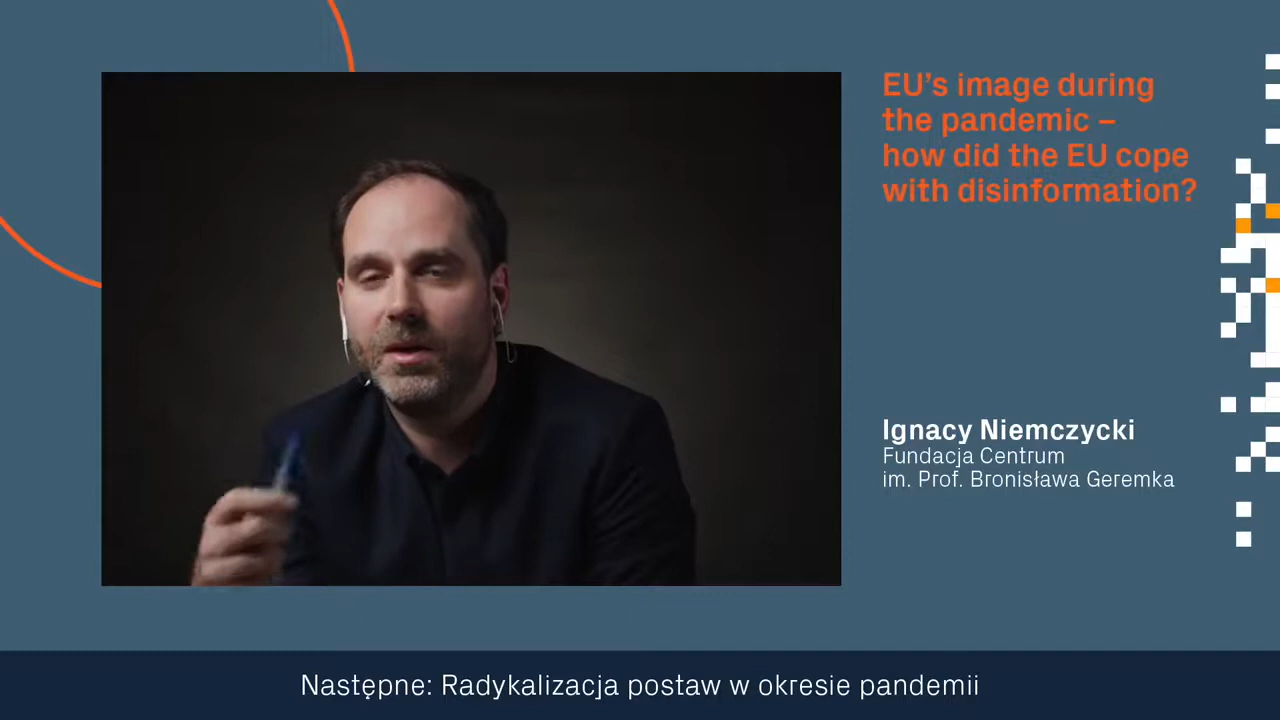 EU’s image during
the pandemic –
how did the EU cope
with disinformation?
Ignacy Niemczycki
Fundacja Centrum
im. Prof. Bronisława Geremka
Następne: Radykalizacja postaw w okresie pandemii